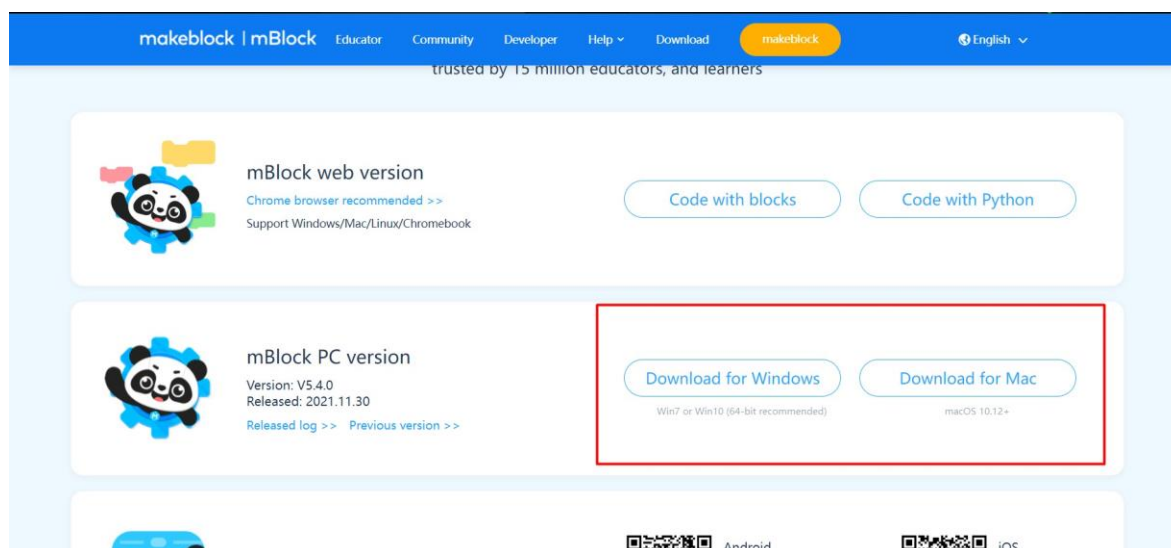 makeblock | mBlock Educator Community Developer Help Download makeblock English
trusted by 15 million educators, and learners
mBlock web version
Chrome browser recommended >>
Support Windows/Mac/Linux/Chromebook
Code with blocks
Code with Python
mBlock PC version
Version: V5.4.0
Released: 2021.11.30
Released log >> Previous version >>
Download for Windows
Win7 or Win10 (64-bit recommended)
Download for Mac
macOS 10.12+
Android
iOS